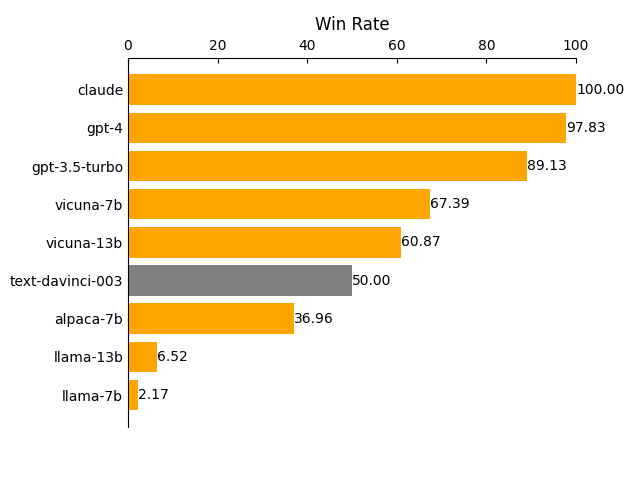 Win Rate
0 20 40 60 80 100
claude 100.00
gpt-4 97.83
gpt-3.5-turbo 89.13
vicuna-7b 67.39
vicuna-13b 60.87
text-davinci-003 50.00
alpaca-7b 36.96
llama-13b 6.52
llama-7b 2.17